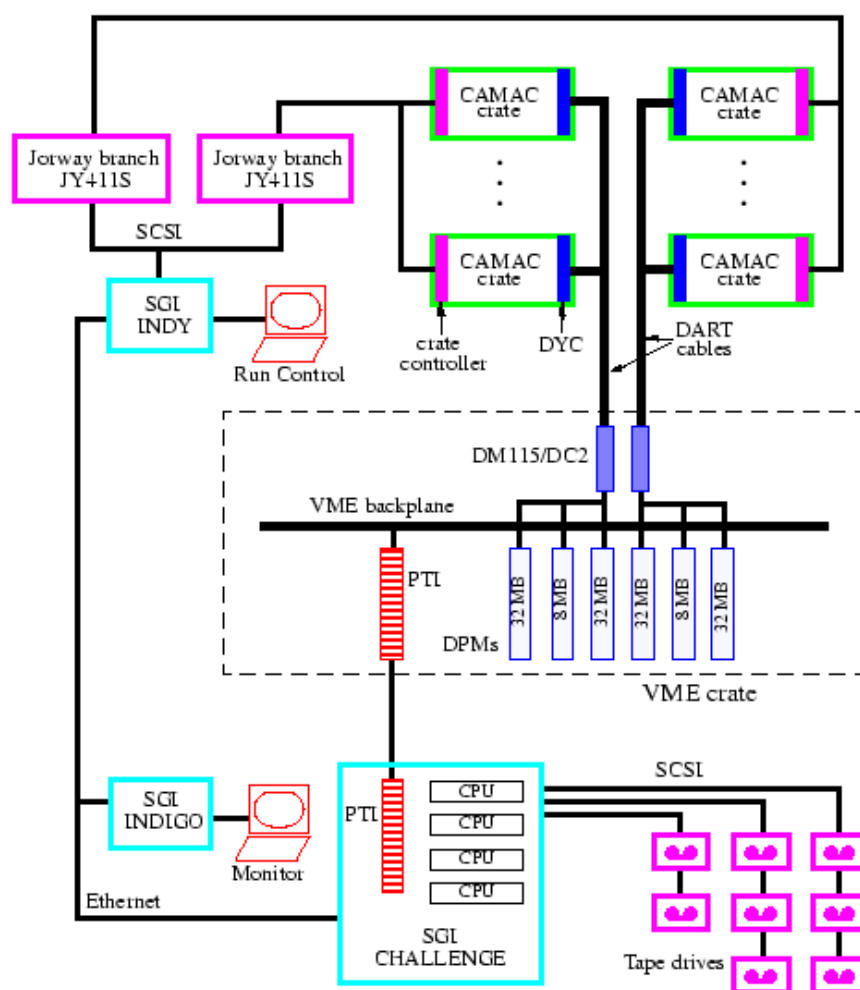 CAMAC
crate
CAMAC
crate
Jorway branch
JY411S
Jorway branch
JY411S
SCSI
CAMAC
crate
CAMAC
crate
SGI
INDY
crate
controller
DYC
DART
cables
Run Control
DM115/DC2
VME backplane
PTI
32 MB
8 MB
32 MB
32 MB
8 MB
32 MB
DPMs
VME crate
SCSI
SGI
INDIGO
PTI
CPU
CPU
CPU
CPU
Monitor
Ethernet
SGI
CHALLENGE
Tape drives